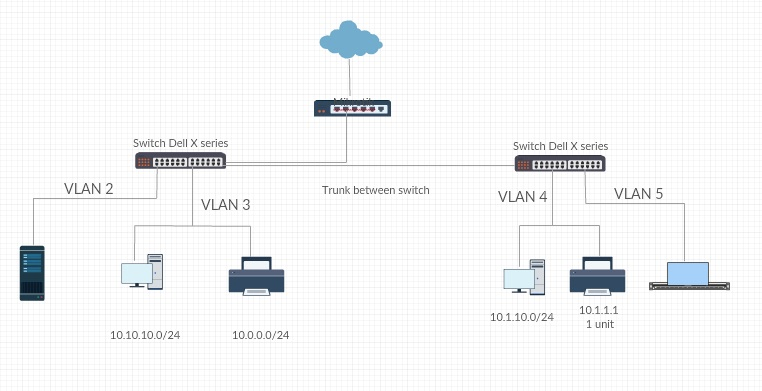 Switch Dell X series
Switch Dell X series
Trunk between switch
VLAN 2
VLAN 3
VLAN 4
VLAN 5
10.10.10.0/24
10.0.0.0/24
10.1.10.0/24
10.1.1.1
1 unit